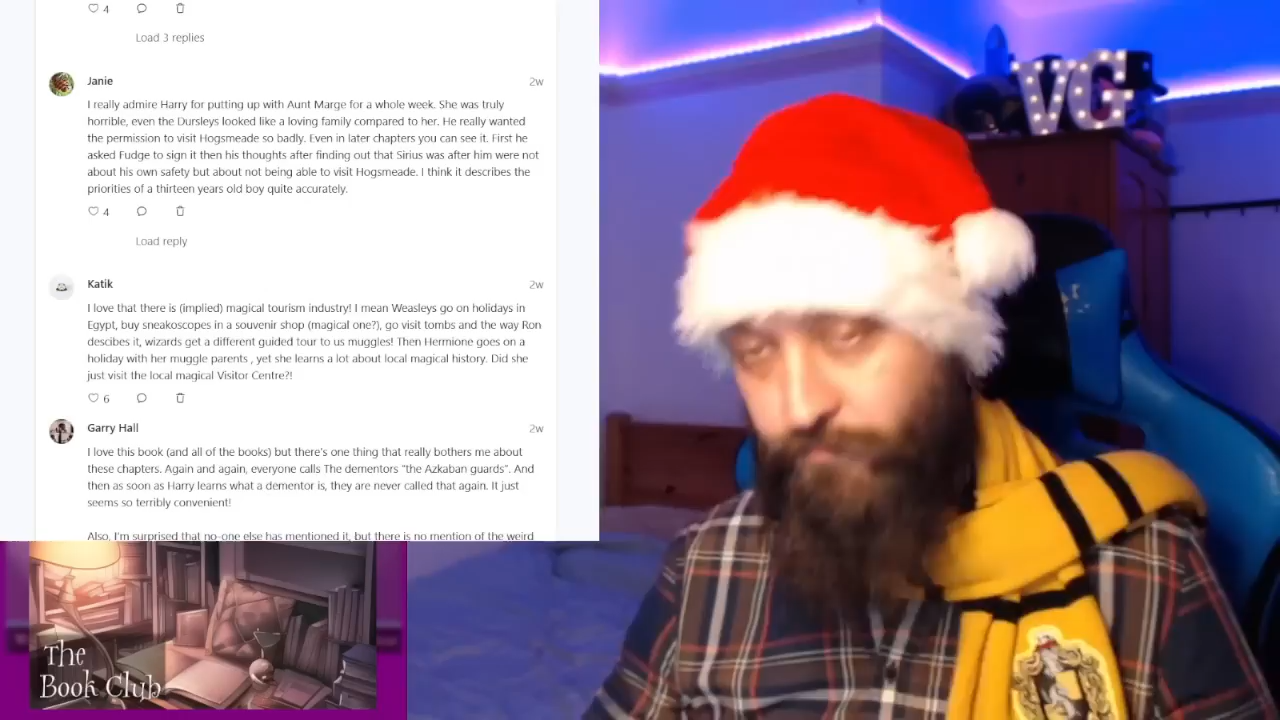 4
Load 3 replies
Janie
2w
I really admire Harry for putting up with Aunt Marge for a whole week. She was truly
horrible, even the Dursleys looked like a loving family compared to her. He really wanted
the permission to visit Hogsmeade so badly. Even in later chapters you can see it. First he
asked Fudge to sign it then his thoughts after finding out that Sirius was after him were not
about his own safety but about not being able to visit Hogsmeade. I think it describes the
priorities of a thirteen years old boy quite accurately.
4
Load reply
Katik
2w
I love that there is (implied) magical tourism industry! I mean Weasleys go on holidays in
Egypt, buy sneakoscopes in a souvenir shop (magical one?), go visit tombs and the way Ron
descibes it, wizards get a different guided tour to us muggles! Then Hermione goes on a
holiday with her muggle parents , yet she learns a lot about local magical history. Did she
just visit the local magical Visitor Centre?!
6
Garry Hall
2w
I love this book (and all of the books) but there's one thing that really bothers me about
these chapters. Again and again, everyone calls The dementors "the Azkaban guards". And
then as soon as Harry learns what a dementor is, they are never called that again. It just
seems so terribly convenient!
Also, I'm surprised that no-one else has mentioned it, but there is no mention of the weird
VG
The
Book Club